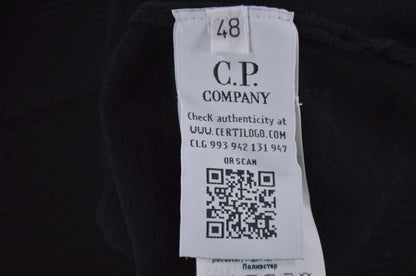 48
C.P.
COMPANY
Check authenticity at
WWW.CERTILOGO.COM
CLG 993 942 131 947
OR SCAN
Полиэстер